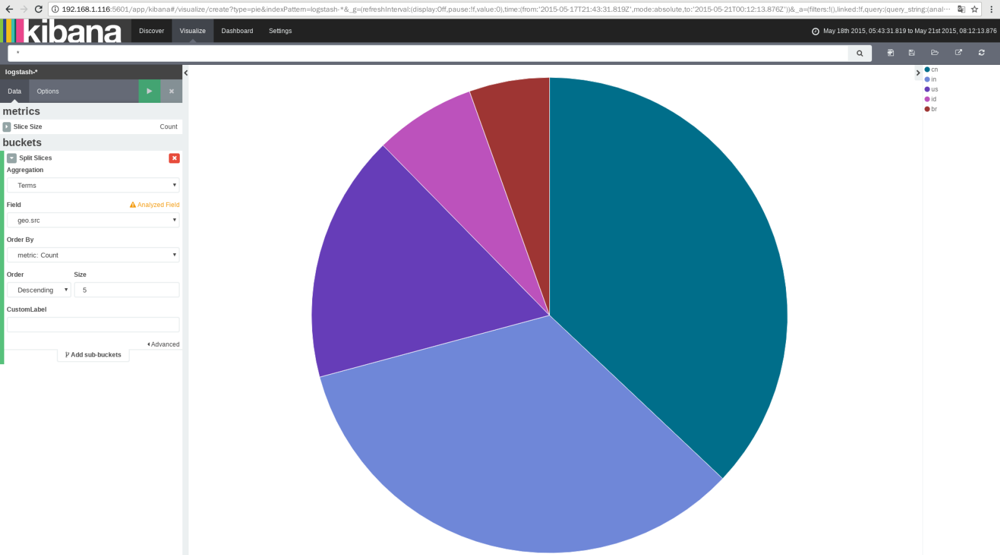 192.168.1.116:5601/app/kibana#/visualize/create?type=pie&indexPattern=logstash-*&_g=(refreshInterval:(display:Off,pause:!f,value:0),time:(from:'2015-05-17T21:43:31.819Z',mode:absolute,to:'2015-05-21T00:12:13.876Z'))&_a=(filters:!(),linked:!f,query:(query_string:(anal…
kibana Discover Visualize Dashboard Settings May 18th 2015, 05:43:31.819 to May 21st 2015, 08:12:13.876
*
logstash-*
Data Options
metrics
Slice Size Count
buckets
Split Slices
Aggregation
Terms
Field Analyzed Field
geo.src
Order By
metric: Count
Order Size
Descending 5
CustomLabel
Advanced
Add sub-buckets
cn
in
us
id
br